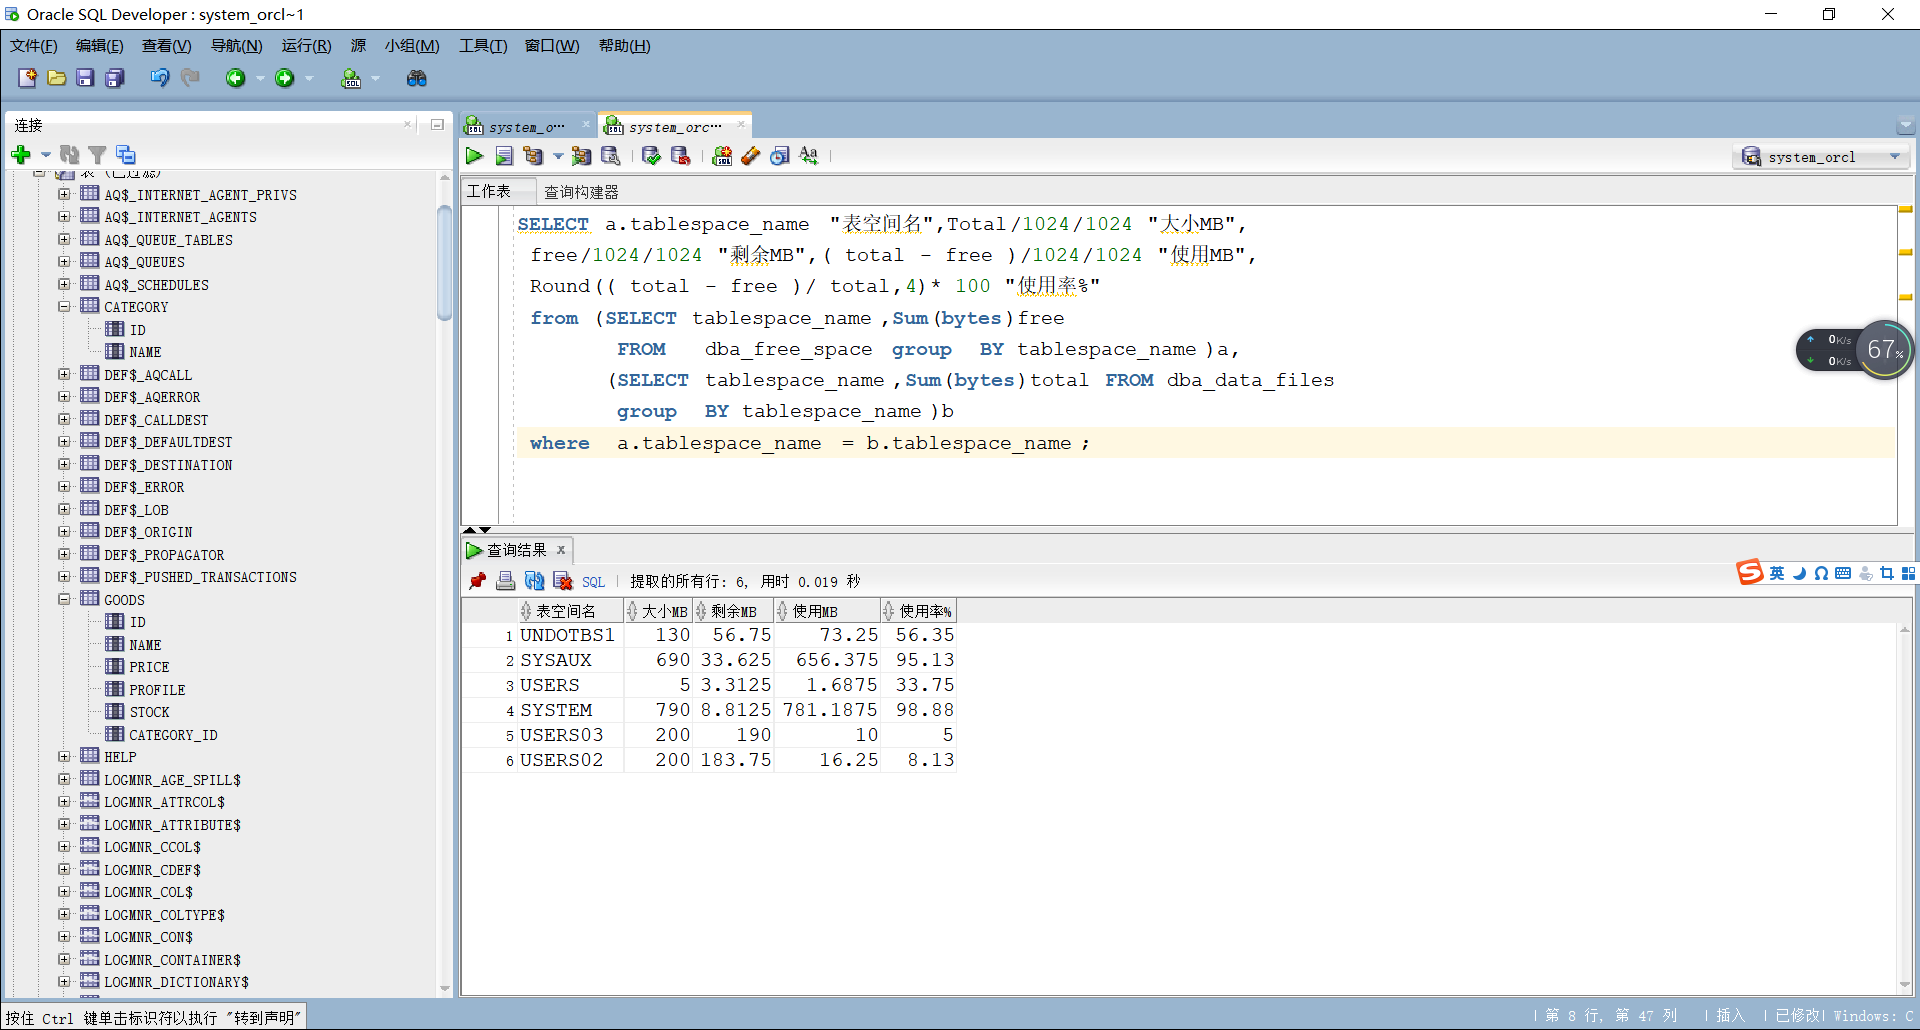 Oracle SQL Developer : system_orcl~1
文件(F) 编辑(E) 查看(V) 导航(N) 运行(R) 源 小组(M) 工具(T) 窗口(W) 帮助(H)
连接
表 (已过滤)
AQ$_INTERNET_AGENT_PRIVS
AQ$_INTERNET_AGENTS
AQ$_QUEUE_TABLES
AQ$_QUEUES
AQ$_SCHEDULES
CATEGORY
ID
NAME
DEF$_AQCALL
DEF$_AQERROR
DEF$_CALLDEST
DEF$_DEFAULTDEST
DEF$_DESTINATION
DEF$_ERROR
DEF$_LOB
DEF$_ORIGIN
DEF$_PROPAGATOR
DEF$_PUSHED_TRANSACTIONS
GOODS
ID
NAME
PRICE
PROFILE
STOCK
CATEGORY_ID
HELP
LOGMNR_AGE_SPILL$
LOGMNR_ATTRCOL$
LOGMNR_ATTRIBUTE$
LOGMNR_CCOL$
LOGMNR_CDEF$
LOGMNR_COL$
LOGMNR_COLTYPE$
LOGMNR_CON$
LOGMNR_CONTAINER$
LOGMNR_DICTIONARY$
system_o… system_orc…
system_orcl
工作表 查询构建器
SELECT a.tablespace_name "表空间名",Total/1024/1024 "大小MB",
free/1024/1024 "剩余MB",( total - free )/1024/1024 "使用MB",
Round(( total - free )/ total,4)* 100 "使用率%"
from (SELECT tablespace_name,Sum(bytes)free
FROM dba_free_space group BY tablespace_name)a,
(SELECT tablespace_name,Sum(bytes)total FROM dba_data_files
group BY tablespace_name)b
where a.tablespace_name = b.tablespace_name;
0K/s
0K/s
67%
查询结果
SQL 提取的所有行: 6, 用时 0.019 秒
英
表空间名 大小MB 剩余MB 使用MB 使用率%
1 UNDOTBS1 130 56.75 73.25 56.35
2 SYSAUX 690 33.625 656.375 95.13
3 USERS 5 3.3125 1.6875 33.75
4 SYSTEM 790 8.8125 781.1875 98.88
5 USERS03 200 190 10 5
6 USERS02 200 183.75 16.25 8.13
按住 Ctrl 键单击标识符以执行 "转到声明"
第 8 行, 第 47 列 | 插入 | 已修改| Windows: C